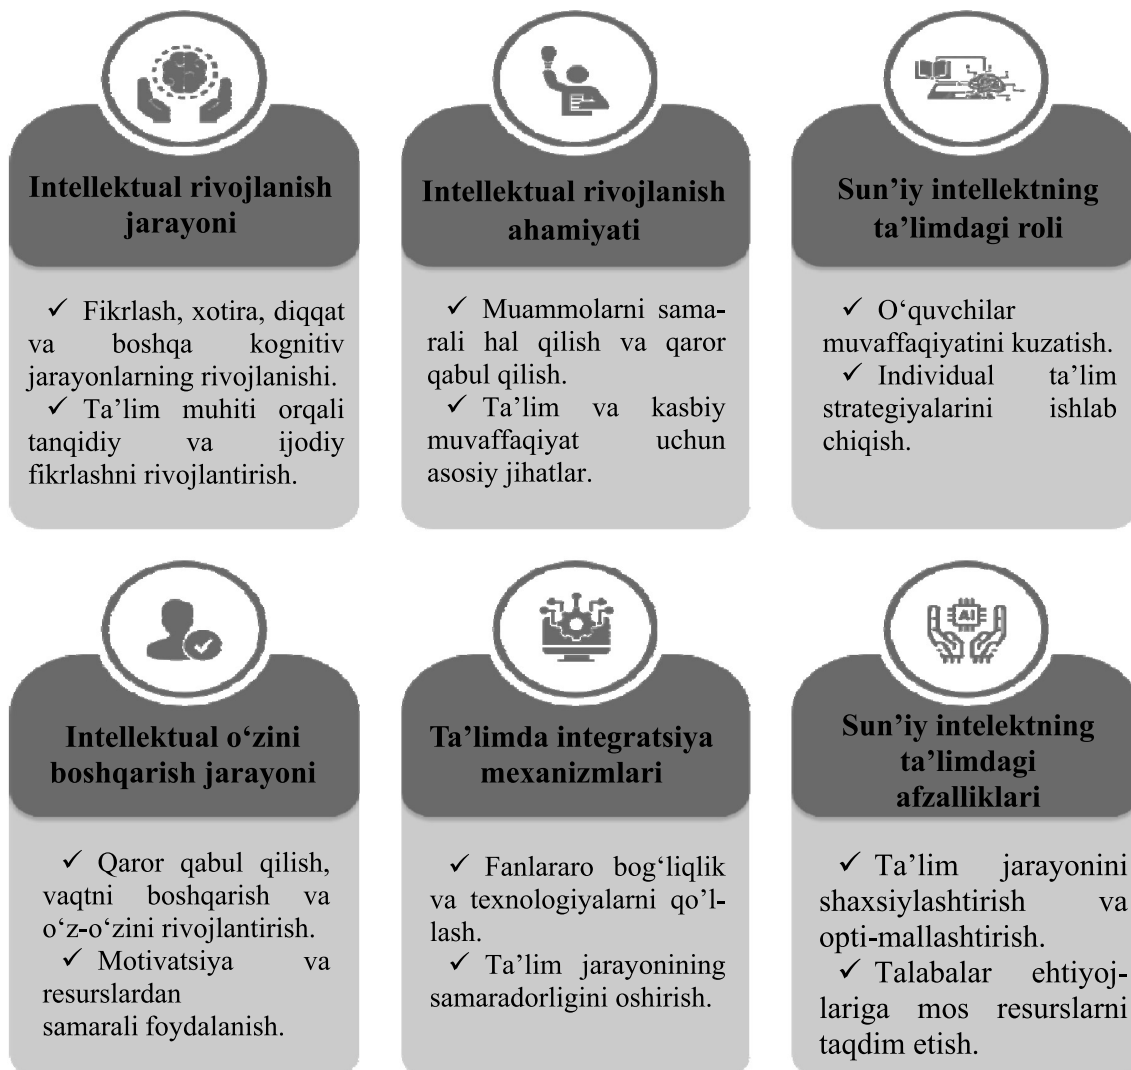 Intellektual rivojlanish
jarayoni
✓ Fikrlash, xotira, diqqat
va boshqa kognitiv
jarayonlarning rivojlanishi.
✓ Ta’lim muhiti orqali
tanqidiy va ijodiy
fikrlashni rivojlantirish.
Intellektual rivojlanish
ahamiyati
✓ Muammolarni sama-
rali hal qilish va qaror
qabul qilish.
✓ Ta’lim va kasbiy
muvaffaqiyat uchun
asosiy jihatlar.
Sun’iy intellektning
ta’limdagi roli
✓ O‘quvchilar
muvaffaqiyatini kuzatish.
✓ Individual ta’lim
strategiyalarini ishlab
chiqish.
Intellektual o‘zini
boshqarish jarayoni
✓ Qaror qabul qilish,
vaqtni boshqarish va
o‘z-o‘zini rivojlantirish.
✓ Motivatsiya va
resurslardan
samarali foydalanish.
Ta’limda integratsiya
mexanizmlari
✓ Fanlararo bog‘liqlik
va texnologiyalarni qo’l-
lash.
✓ Ta’lim jarayonining
samaradorligini oshirish.
AI
Sun’iy intelektning
ta’limdagi
afzalliklari
✓ Ta’lim jarayonini
shaxsiylashtirish va
opti-mallashtirish.
✓ Talabalar ehtiyoj-
lariga mos resurslarni
taqdim etish.